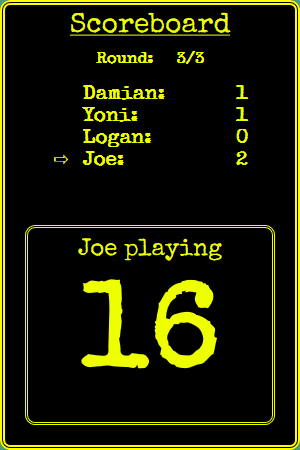 Scoreboard
Round: 3/3
Damian: 1
Yoni: 1
Logan: 0
⇨ Joe: 2
Joe playing
16